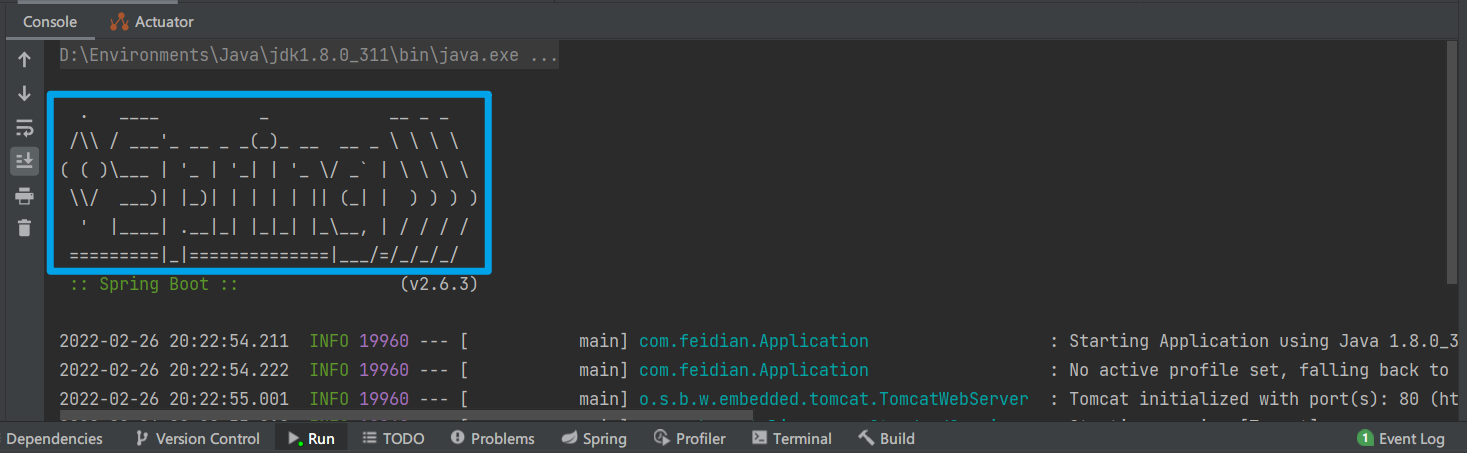 Console Actuator
D:\Environments\Java\jdk1.8.0_311\bin\java.exe ...
  .   ____          _            __ _ _
 /\\ / ___'_ __ _ _(_)_ __  __ _ \ \ \ \
( ( )\___ | '_ | '_| | '_ \/ _` | \ \ \ \
 \\/  ___)| |_)| | | | | || (_| |  ) ) ) )
  '  |____| .__|_| |_|_| |_\__, | / / / /
 =========|_|==============|___/=/_/_/_/
 :: Spring Boot ::                (v2.6.3)
2022-02-26 20:22:54.211  INFO 19960 --- [           main] com.feidian.Application                  : Starting Application using Java 1.8.0_3
2022-02-26 20:22:54.222  INFO 19960 --- [           main] com.feidian.Application                  : No active profile set, falling back to
2022-02-26 20:22:55.001  INFO 19960 --- [           main] o.s.b.w.embedded.tomcat.TomcatWebServer  : Tomcat initialized with port(s): 80 (ht
Dependencies Version Control Run TODO Problems Spring Profiler Terminal Build 1 Event Log